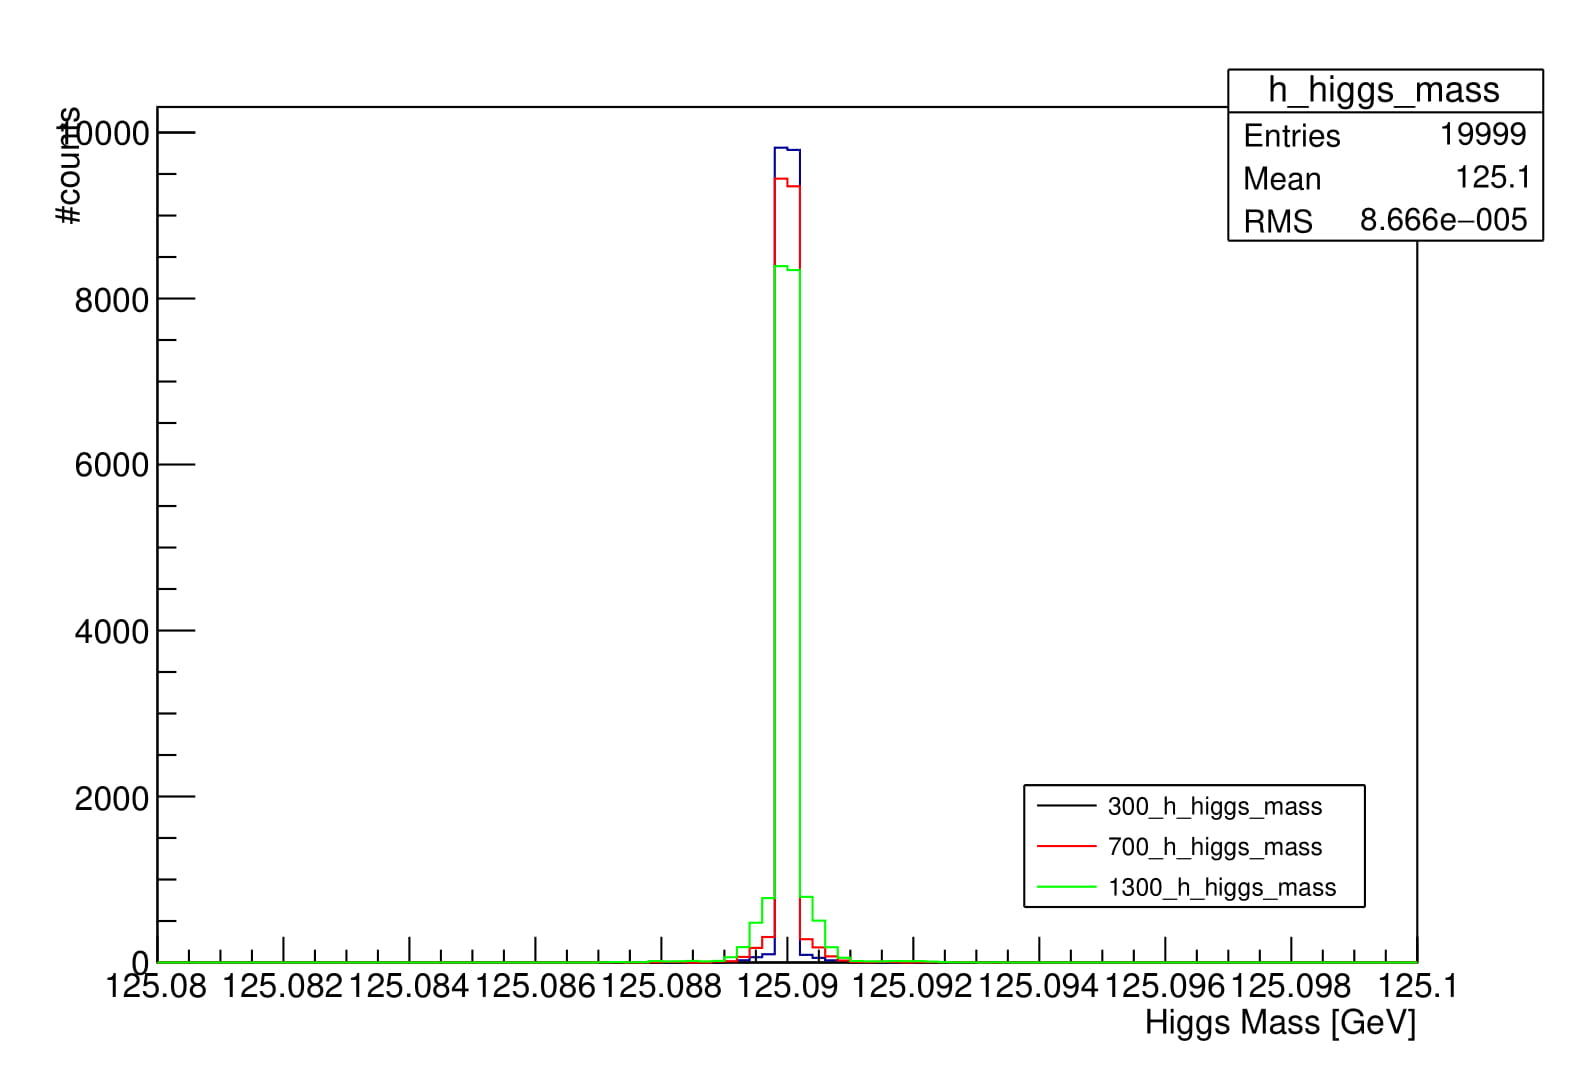 h_higgs_mass
Entries 19999
Mean 125.1
RMS 8.666e−005
#counts
10000
8000
6000
4000
2000
0
300_h_higgs_mass
700_h_higgs_mass
1300_h_higgs_mass
125.08 125.082 125.084 125.086 125.088 125.09 125.092 125.094 125.096 125.098 125.1
Higgs Mass [GeV]